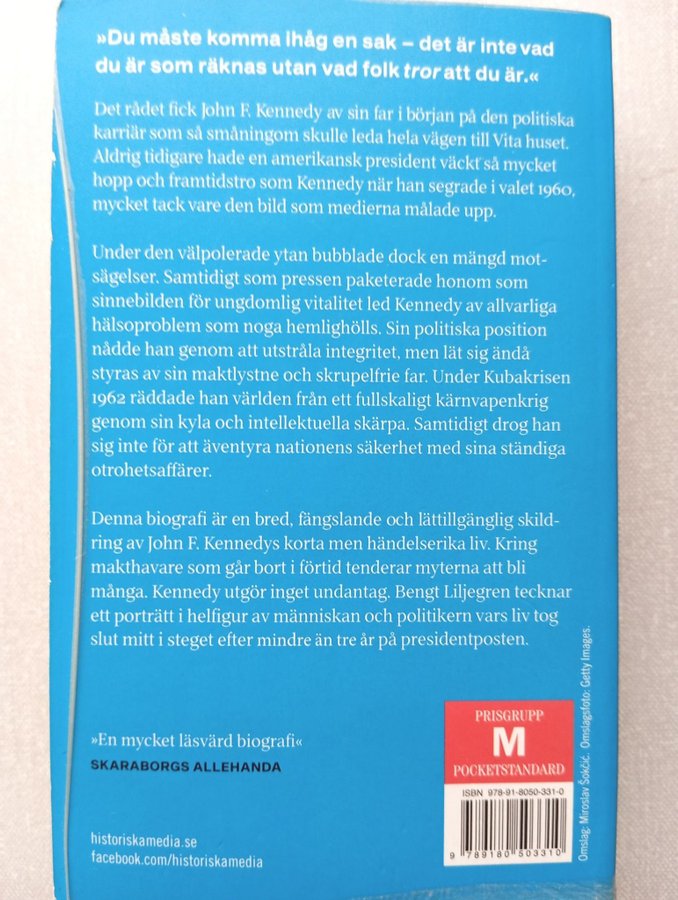 »Du måste komma ihåg en sak – det är inte vad
du är som räknas utan vad folk tror att du är.«
Det rådet fick John F. Kennedy av sin far i början på den politiska
karriär som så småningom skulle leda hela vägen till Vita huset.
Aldrig tidigare hade en amerikansk president väckt så mycket
hopp och framtidstro som Kennedy när han segrade i valet 1960,
mycket tack vare den bild som medierna målade upp.
Under den välpolerade ytan bubblade dock en mängd mot-
sägelser. Samtidigt som pressen paketerade honom som
sinnebilden för ungdomlig vitalitet led Kennedy av allvarliga
hälsoproblem som noga hemlighölls. Sin politiska position
nådde han genom att utstråla integritet, men lät sig ändå
styras av sin maktlystne och skrupelfrie far. Under Kubakrisen
1962 räddade han världen från ett fullskaligt kärnvapenkrig
genom sin kyla och intellektuella skärpa. Samtidigt drog han
sig inte för att äventyra nationens säkerhet med sina ständiga
otrohetsaffärer.
Denna biografi är en bred, fängslande och lättillgänglig skild-
ring av John F. Kennedys korta men händelserika liv. Kring
makthavare som går bort i förtid tenderar myterna att bli
många. Kennedy utgör inget undantag. Bengt Liljegren tecknar
ett porträtt i helfigur av människan och politikern vars liv tog
slut mitt i steget efter mindre än tre år på presidentposten.
»En mycket läsvärd biografi«
SKARABORGS ALLEHANDA
historiskamedia.se
facebook.com/historiskamedia
PRISGRUPP
M
POCKETSTANDARD
ISBN 978-91-8050-331-0
9 789180 503310
Omslag: Miroslav Šokčić. Omslagsfoto: Getty Images.